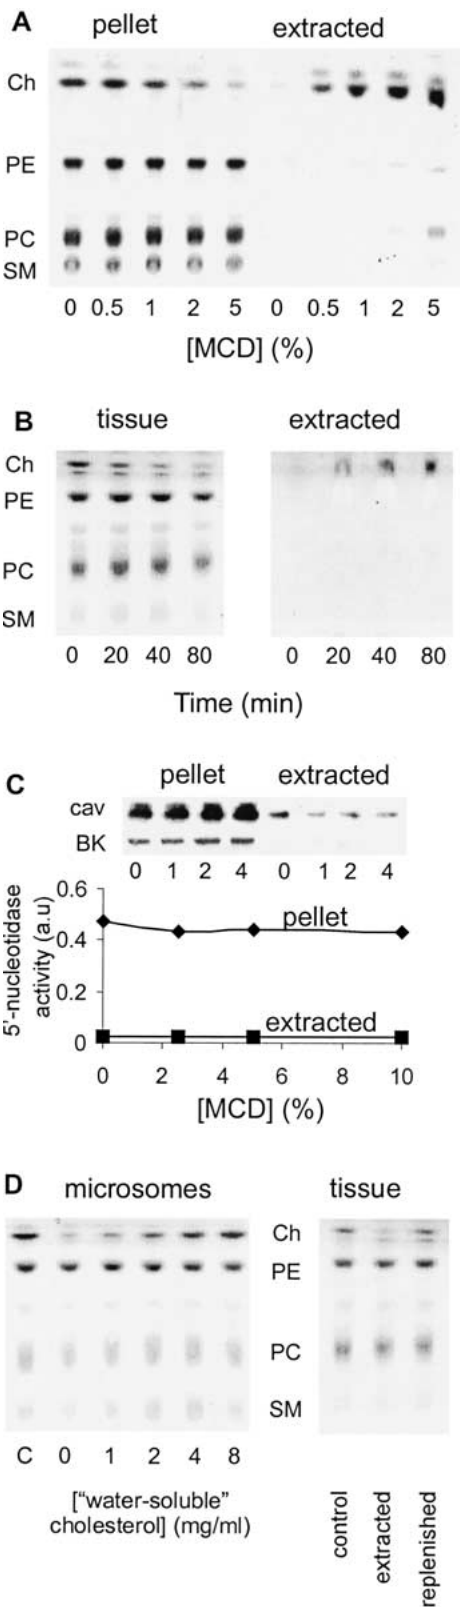 A
pellet extracted
Ch
PE
PC
SM
0 0.5 1 2 5 0 0.5 1 2 5
[MCD] (%)
B
tissue extracted
Ch
PE
PC
SM
0 20 40 80 0 20 40 80
Time (min)
C
pellet extracted
cav
BK
0 1 2 4 0 1 2 4
5'-nucleotidase
activity (a.u)
0.6
0.4
0.2
0
pellet
extracted
0 2 4 6 8 10
[MCD] (%)
D
microsomes tissue
Ch
PE
PC
SM
C 0 1 2 4 8
["water-soluble"
cholesterol] (mg/ml)
control
extracted
replenished